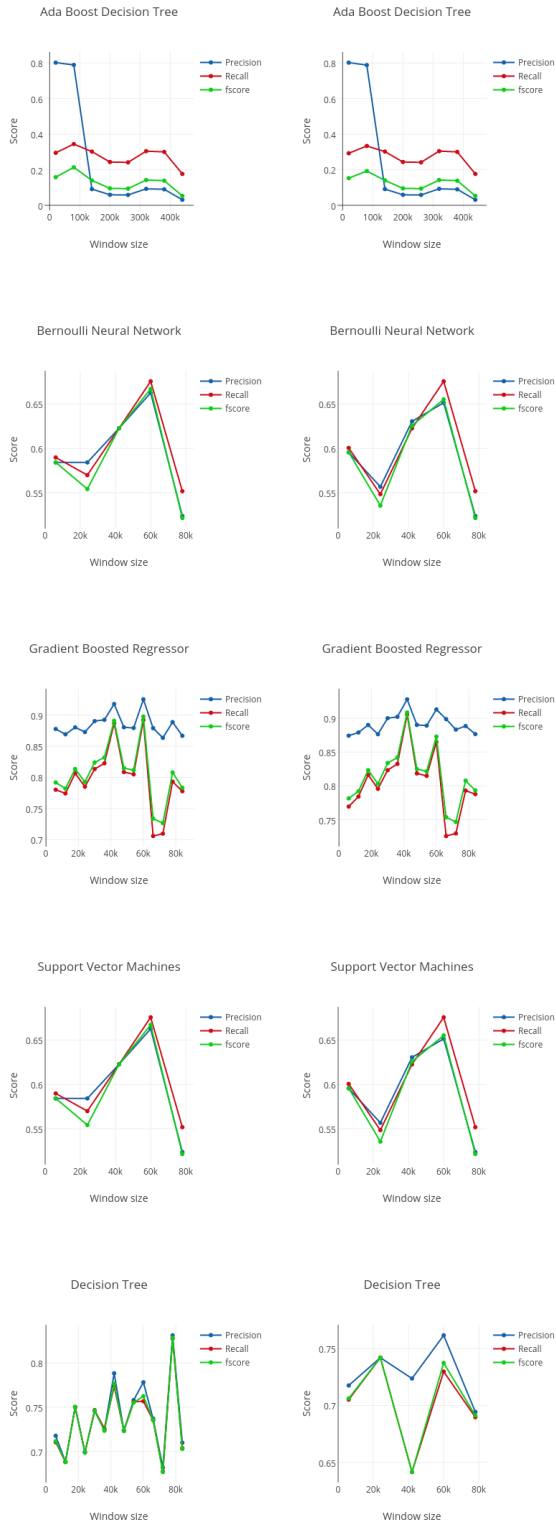 Ada Boost Decision Tree
Score
0.8
0.6
0.4
0.2
0
0
100k
200k
300k
400k
Window size
Precision
Recall
fscore
Ada Boost Decision Tree
Score
0.8
0.6
0.4
0.2
0
0
100k
200k
300k
400k
Window size
Precision
Recall
fscore
Bernoulli Neural Network
Score
0.65
0.6
0.55
0
20k
40k
60k
80k
Window size
Precision
Recall
fscore
Bernoulli Neural Network
Score
0.65
0.6
0.55
0
20k
40k
60k
80k
Window size
Precision
Recall
fscore
Gradient Boosted Regressor
Score
0.9
0.85
0.8
0.75
0.7
0
20k
40k
60k
80k
Window size
Precision
Recall
fscore
Gradient Boosted Regressor
Score
0.9
0.85
0.8
0.75
0
20k
40k
60k
80k
Window size
Precision
Recall
fscore
Support Vector Machines
Score
0.65
0.6
0.55
0
20k
40k
60k
80k
Window size
Precision
Recall
fscore
Support Vector Machines
Score
0.65
0.6
0.55
0
20k
40k
60k
80k
Window size
Precision
Recall
fscore
Decision Tree
Score
0.8
0.75
0.7
0
20k
40k
60k
80k
Window size
Precision
Recall
fscore
Decision Tree
Score
0.75
0.7
0.65
0
20k
40k
60k
80k
Window size
Precision
Recall
fscore